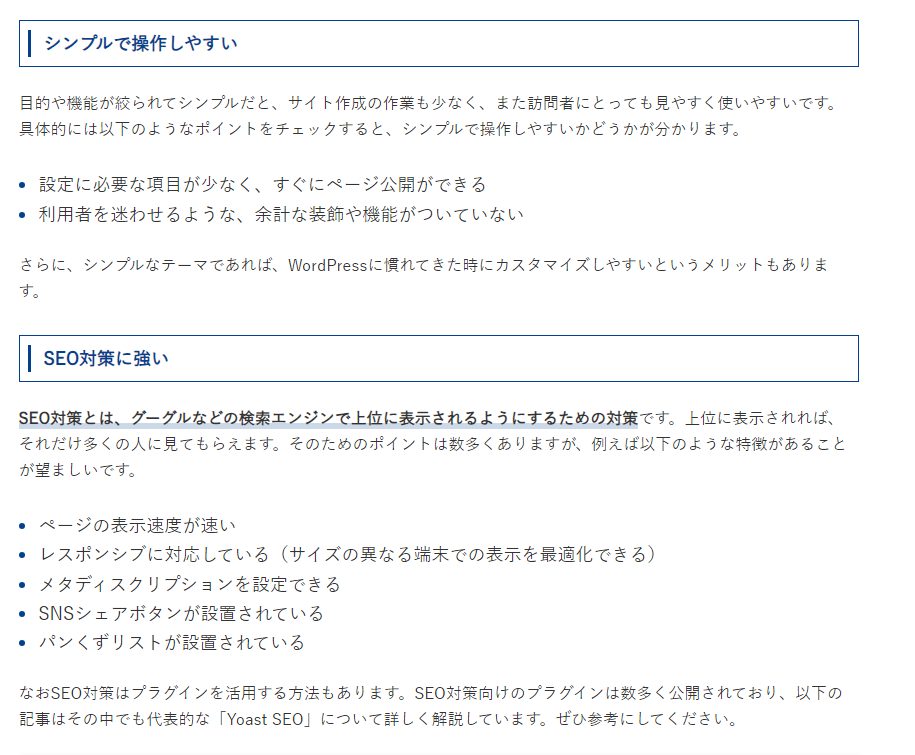 シンプルで操作しやすい
目的や機能が絞られてシンプルだと、サイト作成の作業も少なく、また訪問者にとっても見やすく使いやすいです。
具体的には以下のようなポイントをチェックすると、シンプルで操作しやすいかどうかが分かります。
設定に必要な項目が少なく、すぐにページ公開ができる
利用者を迷わせるような、余計な装飾や機能がついていない
さらに、シンプルなテーマであれば、WordPressに慣れてきた時にカスタマイズしやすいというメリットもありま
す。
SEO対策に強い
SEO対策とは、グーグルなどの検索エンジンで上位に表示されるようにするための対策です。上位に表示されれば、
それだけ多くの人に見てもらえます。そのためのポイントは数多くありますが、例えば以下のような特徴があること
が望ましいです。
ページの表示速度が速い
レスポンシブに対応している（サイズの異なる端末での表示を最適化できる）
メタディスクリプションを設定できる
SNSシェアボタンが設置されている
パンくずリストが設置されている
なおSEO対策はプラグインを活用する方法もあります。SEO対策向けのプラグインは数多く公開されており、以下の
記事はその中でも代表的な「Yoast SEO」について詳しく解説しています。ぜひ参考にしてください。